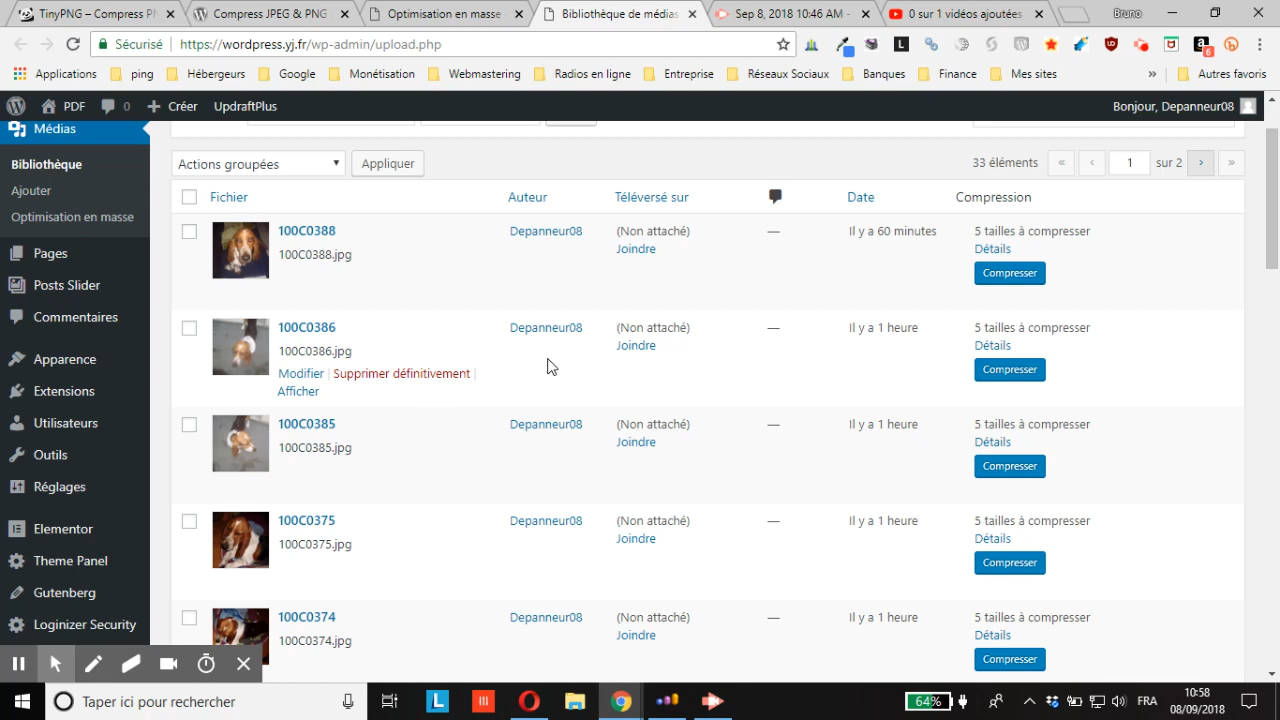 TinyPNG – Compress P
Compress JPEG & PNG
Optimisation en masse
Bibliothèque de médias
Sep 8, 2018 10:46 AM -
0 sur 1 vidéos ajoutées
Bruno
Sécurisé
https://wordpress.yj.fr/wp-admin/upload.php
6
Applications
ping
Hébergeurs
Google
Monétisation
Webmastering
Radios en ligne
Entreprise
Réseaux Sociaux
Banques
Finance
Mes sites
»
Autres favoris
PDF
0
Créer
UpdraftPlus
Bonjour, Depanneur08
Médias
Bibliothèque
Ajouter
Optimisation en masse
Pages
Posts Slider
Commentaires
Apparence
Extensions
Utilisateurs
Outils
Réglages
Elementor
Theme Panel
Gutenberg
Loginizer Security
Actions groupées
Appliquer
33 éléments
«
‹
1
sur 2
›
»
Fichier
Auteur
Téléversé sur
Date
Compression
100C0388
100C0388.jpg
Depanneur08
(Non attaché)
Joindre
—
Il y a 60 minutes
5 tailles à compresser
Détails
Compresser
100C0386
100C0386.jpg
Modifier | Supprimer définitivement |
Afficher
Depanneur08
(Non attaché)
Joindre
—
Il y a 1 heure
5 tailles à compresser
Détails
Compresser
100C0385
100C0385.jpg
Depanneur08
(Non attaché)
Joindre
—
Il y a 1 heure
5 tailles à compresser
Détails
Compresser
100C0375
100C0375.jpg
Depanneur08
(Non attaché)
Joindre
—
Il y a 1 heure
5 tailles à compresser
Détails
Compresser
100C0374
100C0374.jpg
Depanneur08
(Non attaché)
Joindre
—
Il y a 1 heure
5 tailles à compresser
Détails
Compresser
Taper ici pour rechercher
L
64%
FRA
10:58
08/09/2018